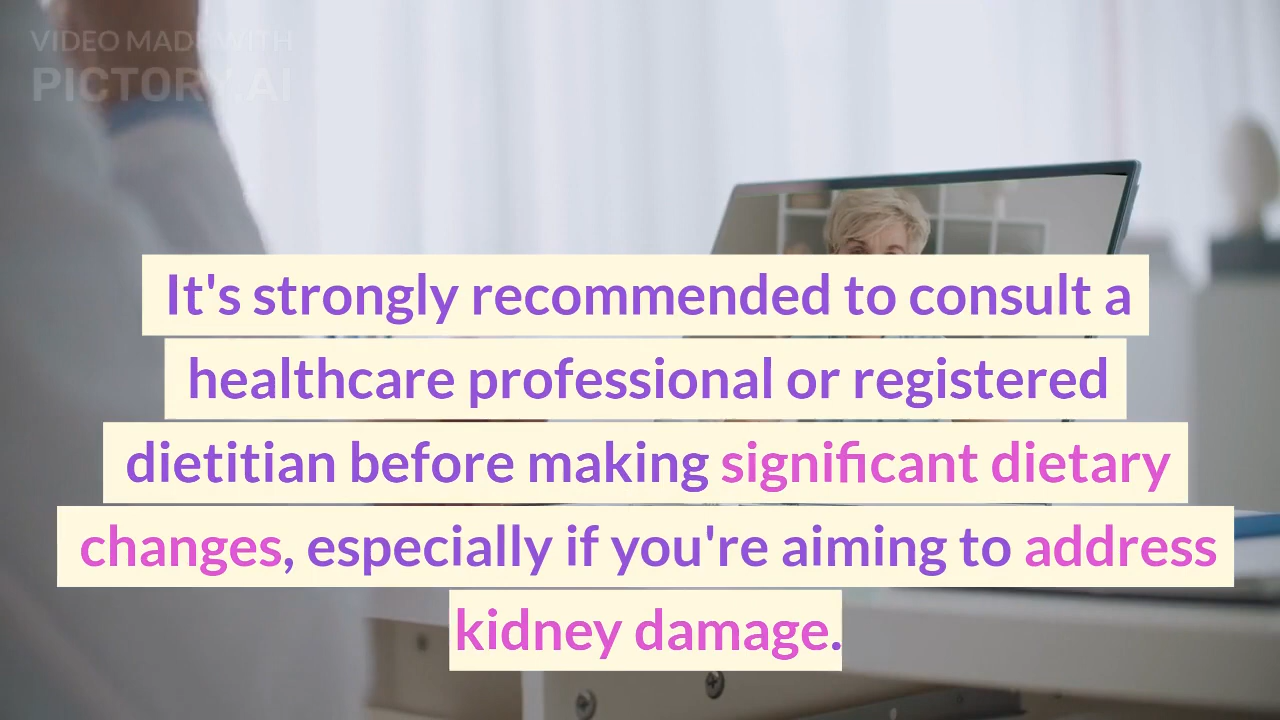 VIDEO MADE WITH
PICTORY.AI
It's strongly recommended to consult a
healthcare professional or registered
dietitian before making significant dietary
changes, especially if you're aiming to address
kidney damage.